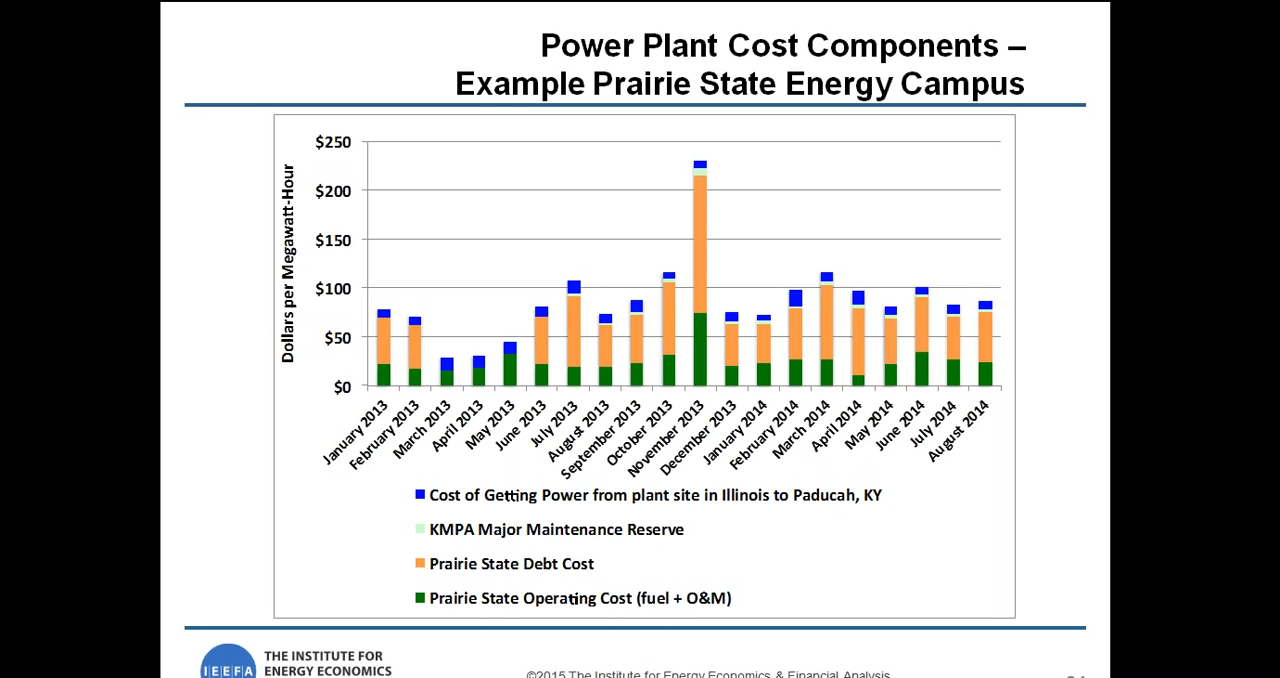 Power Plant Cost Components –
Example Prairie State Energy Campus
Dollars per Megawatt-Hour
$250
$200
$150
$100
$50
$0
January 2013
February 2013
March 2013
April 2013
May 2013
June 2013
July 2013
August 2013
September 2013
October 2013
November 2013
December 2013
January 2014
February 2014
March 2014
April 2014
May 2014
June 2014
July 2014
August 2014
Cost of Getting Power from plant site in Illinois to Paducah, KY
KMPA Major Maintenance Reserve
Prairie State Debt Cost
Prairie State Operating Cost (fuel + O&M)
IEEFA
THE INSTITUTE FOR
ENERGY ECONOMICS
©2015 The Institute for Energy Economics & Financial Analysis